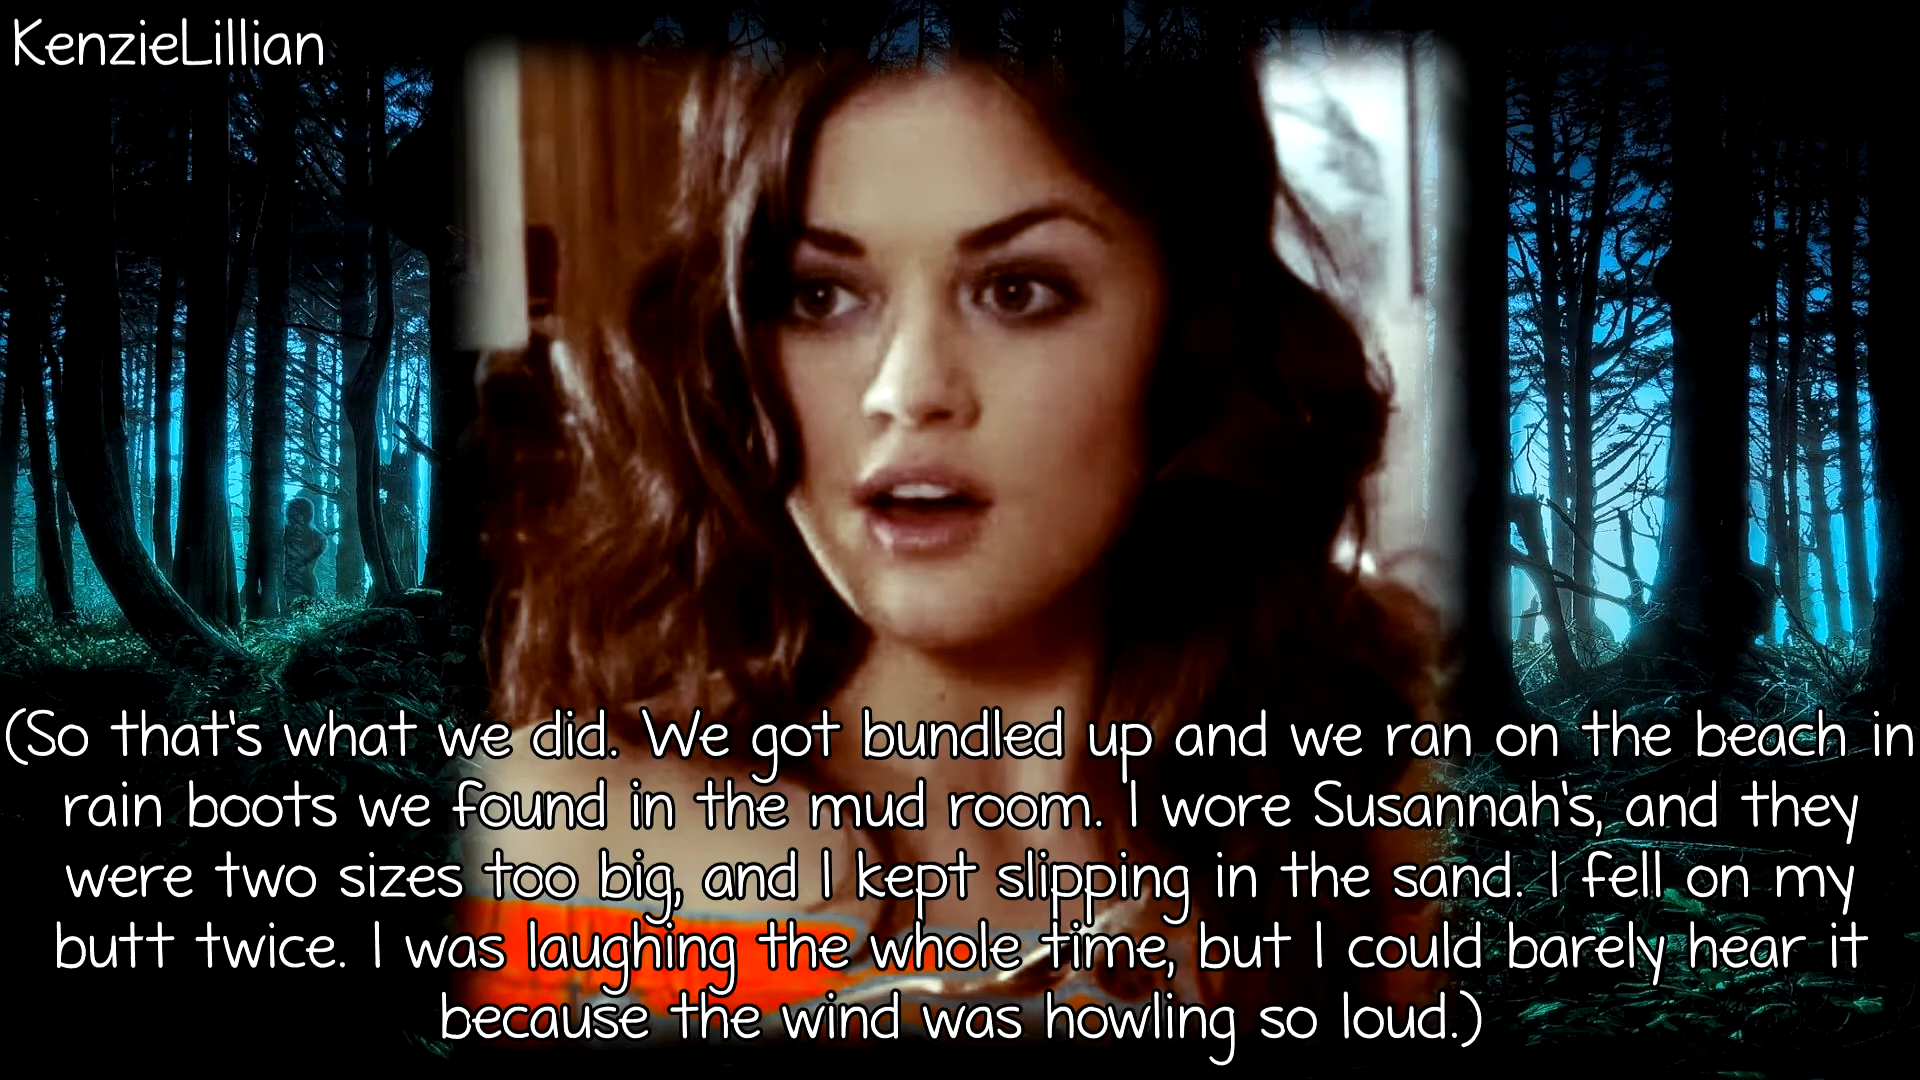 KenzieLillian
(So that's what we did. We got bundled up and we ran on the beach in
rain boots we found in the mud room. I wore Susannah's, and they
were two sizes too big, and I kept slipping in the sand. I fell on my
butt twice. I was laughing the whole time, but I could barely hear it
because the wind was howling so loud.)